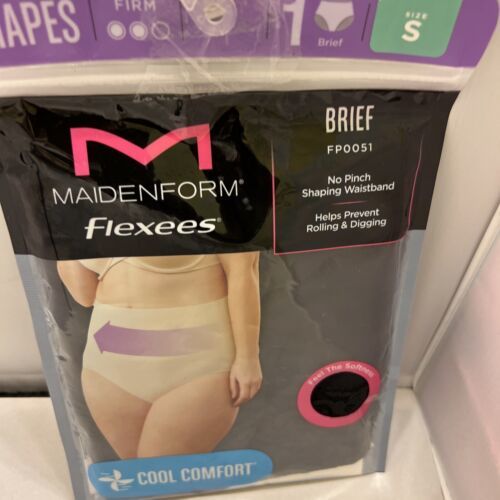 APES
FIRM
1
Brief
SIZE
S
BRIEF
FP0051
No Pinch
Shaping Waistband
Helps Prevent
Rolling & Digging
MAIDENFORM®
flexees®
Feel The Softness
COOL COMFORT™